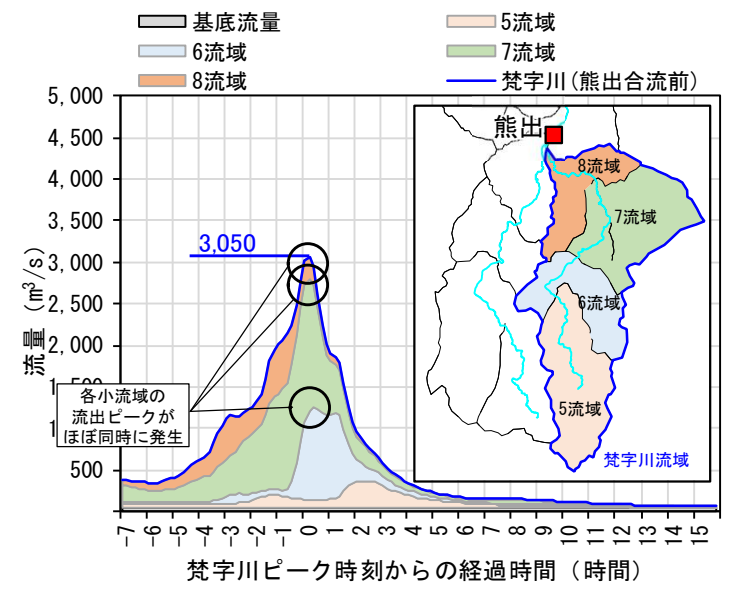 基底流量
5流域
6流域
7流域
8流域
梵字川(熊出合流前)
5,000
4,500
4,000
3,500
3,000
2,500
2,000
500
流量 (m³/s)
3,050
各小流域の
流出ピークが
ほぼ同時に発生
熊出
8流域
7流域
6流域
5流域
梵字川流域
-7 -6 -5 -4 -3 -2 -1 0 1 2 3 4 5 6 7 8 9 10 11 12 13 14 15
梵字川ピーク時刻からの経過時間 (時間)